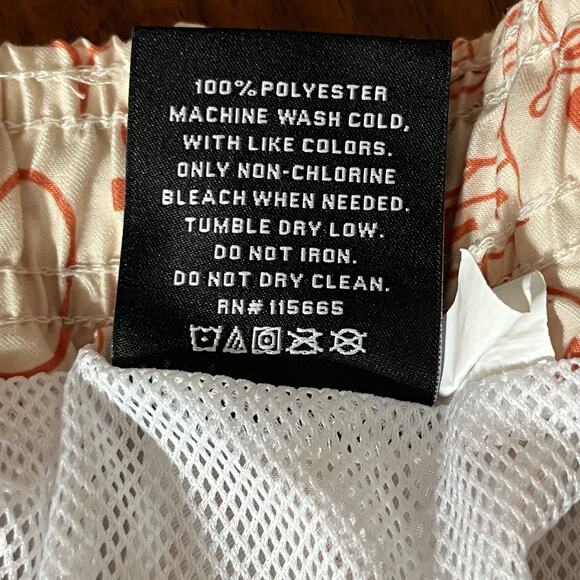 100% POLYESTER
MACHINE WASH COLD,
WITH LIKE COLORS.
ONLY NON-CHLORINE
BLEACH WHEN NEEDED.
TUMBLE DRY LOW.
DO NOT IRON.
DO NOT DRY CLEAN.
RN# 115665